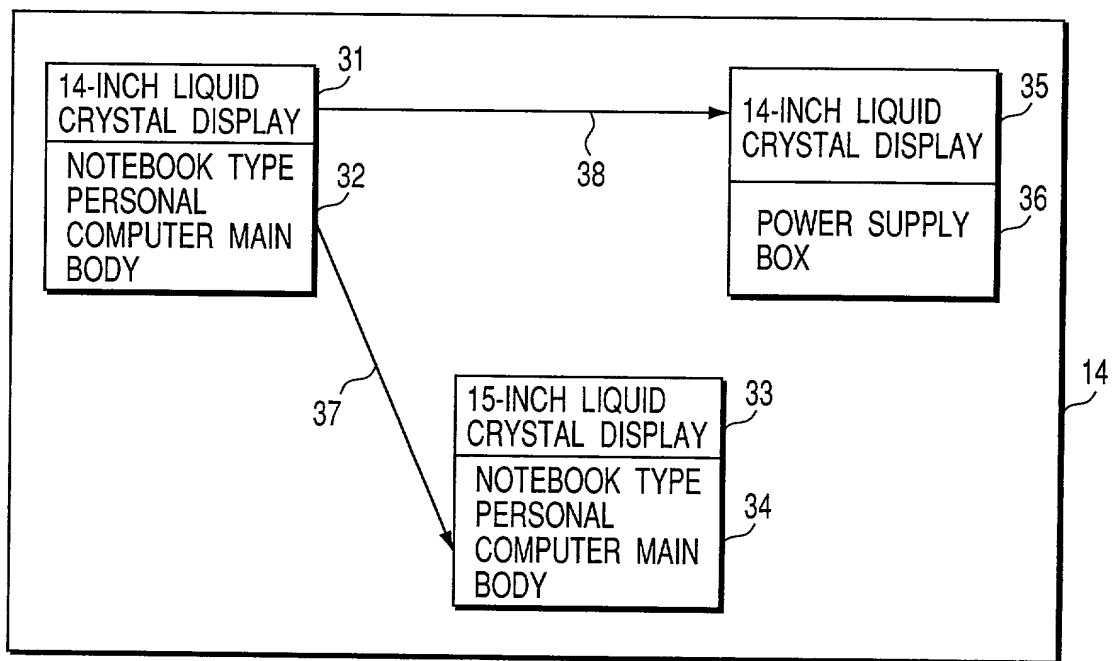 14-INCH LIQUID
CRYSTAL DISPLAY
31
NOTEBOOK TYPE
PERSONAL
COMPUTER MAIN
BODY
32
38
14-INCH LIQUID
CRYSTAL DISPLAY
35
POWER SUPPLY
BOX
36
37
15-INCH LIQUID
CRYSTAL DISPLAY
33
NOTEBOOK TYPE
PERSONAL
COMPUTER MAIN
BODY
34
14